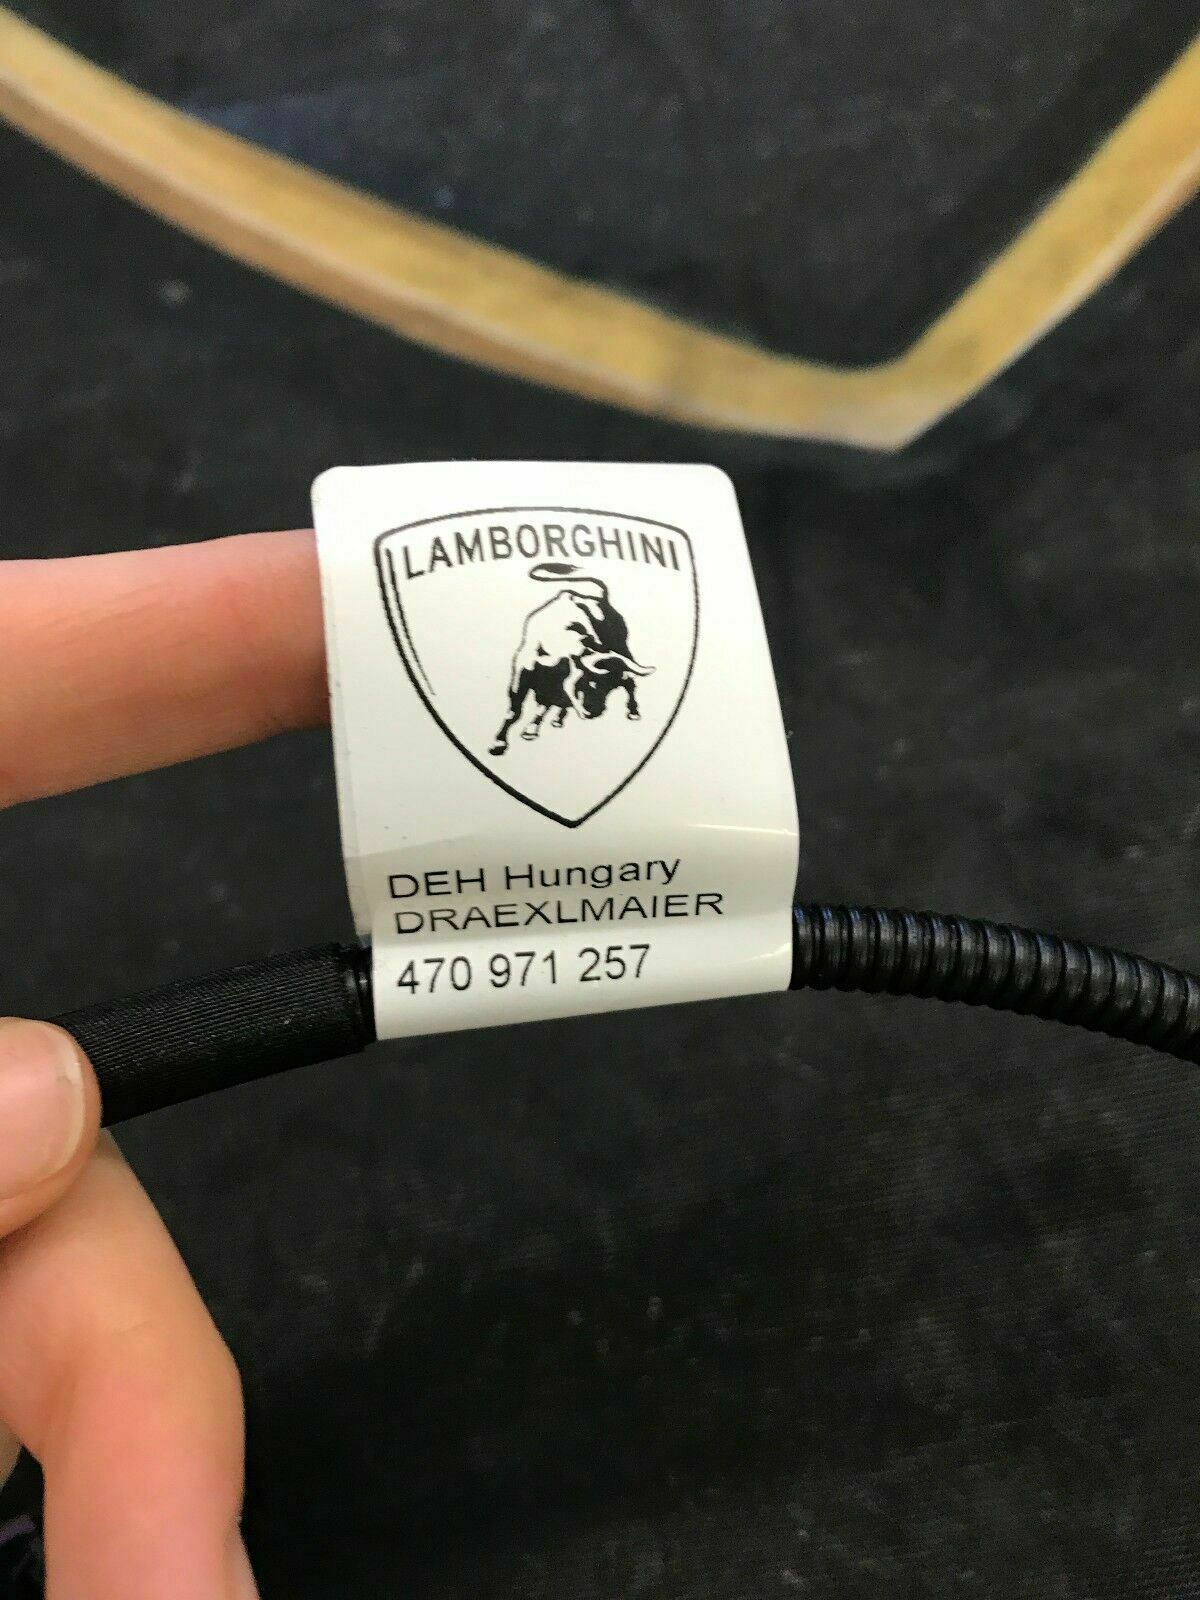 LAMBORGHINI
DEH Hungary
DRAEXLMAIER
470 971 257